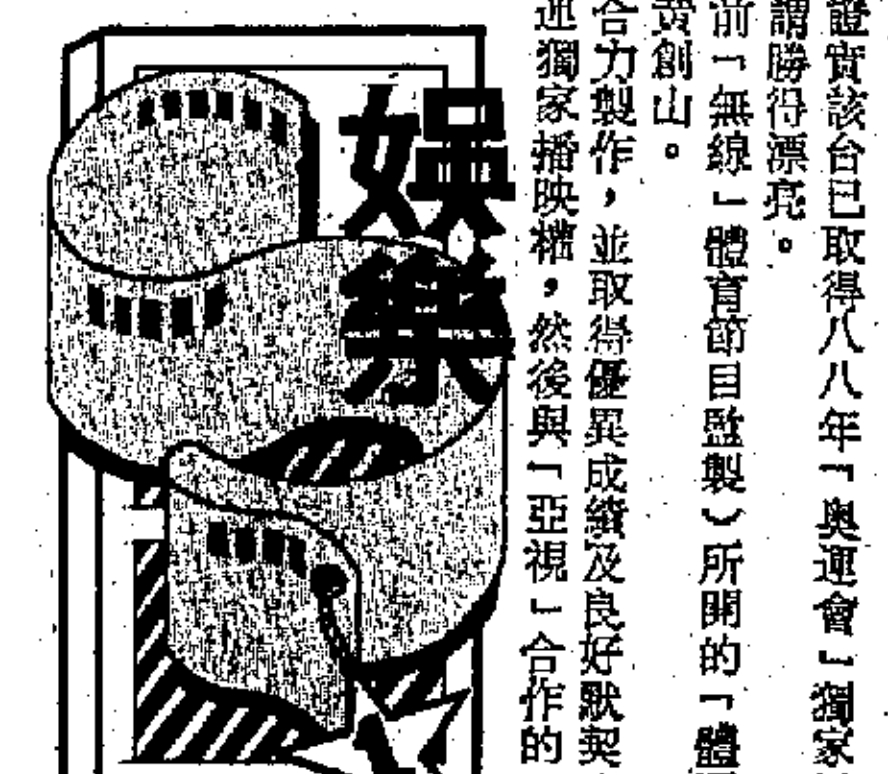 證實該台已取得八八年「奧運會」獨家
謂勝得漂亮。
前「無線」體育節目監製）所開的「體
黃創山。
合力製作，並取得優異成績及良好默契
運獨家播映權，然後與「亞視」合作的
娛樂